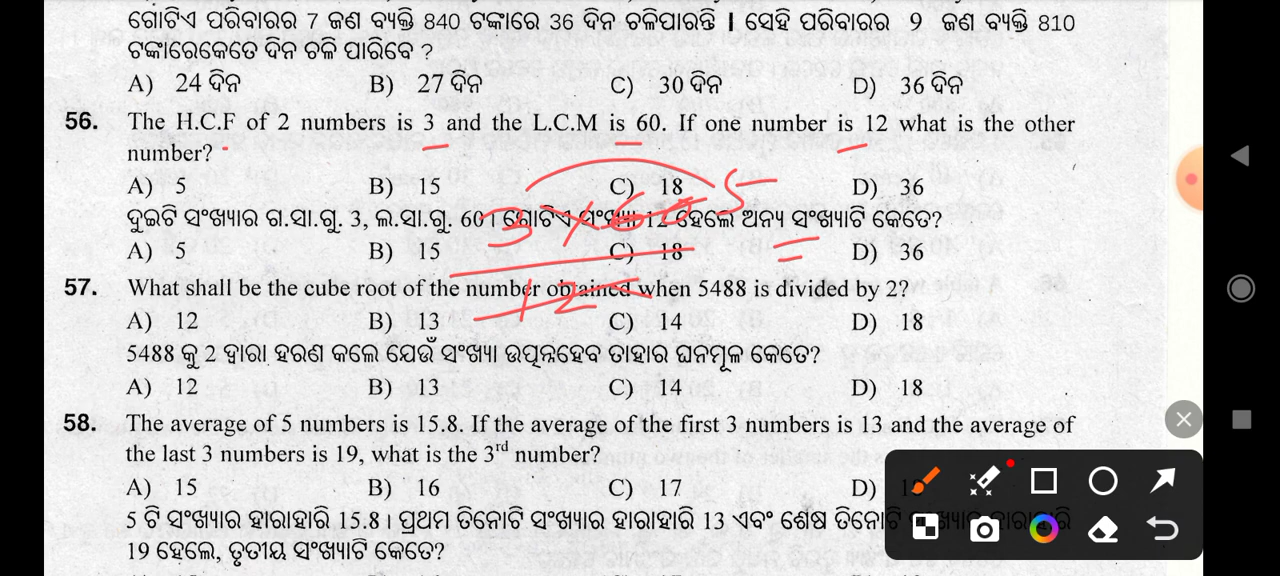 ଗୋଟିଏ ପରିବାରର 7 ଜଣ ବ୍ୟକ୍ତି 840 ଟଙ୍କାରେ 36 ଦିନ ଚଳିପାରନ୍ତି । ସେହି ପରିବାରର 9 ଜଣ ବ୍ୟକ୍ତି 810
ଟଙ୍କାରେକେତେ ଦିନ ଚଳି ପାରିବେ ?
A) 24 ଦିନ B) 27 ଦିନ C) 30 ଦିନ D) 36 ଦିନ
56. The H.C.F of 2 numbers is 3 and the L.C.M is 60. If one number is 12 what is the other
number?
A) 5 B) 15 C) 18 D) 36
5
3 × 60
12
ଦୁଇଟି ସଂଖ୍ୟାର ଗ.ସା.ଗୁ. 3, ଲ.ସା.ଗୁ. 60। ଗୋଟିଏ ସଂଖ୍ୟା 12 ହେଲେ ଅନ୍ୟ ସଂଖ୍ୟାଟି କେତେ?
A) 5 B) 15 C) 18 D) 36
57. What shall be the cube root of the number obtained when 5488 is divided by 2?
A) 12 B) 13 C) 14 D) 18
5488 କୁ 2 ଦ୍ୱାରା ହରଣ କଲେ ଯେଉଁ ସଂଖ୍ୟା ଉତ୍ପନ୍ନହେବ ତାହାର ଘନମୂଳ କେତେ?
A) 12 B) 13 C) 14 D) 18
58. The average of 5 numbers is 15.8. If the average of the first 3 numbers is 13 and the average of
the last 3 numbers is 19, what is the 3rd number?
A) 15 B) 16 C) 17 D)
5 ଟି ସଂଖ୍ୟାର ହାରାହାରି 15.8। ପ୍ରଥମ ତିନୋଟି ସଂଖ୍ୟାର ହାରାହାରି 13 ଏବଂ ଶେଷ ତିନୋଟି
19 ହେଲେ, ତୃତୀୟ ସଂଖ୍ୟାଟି କେତେ?